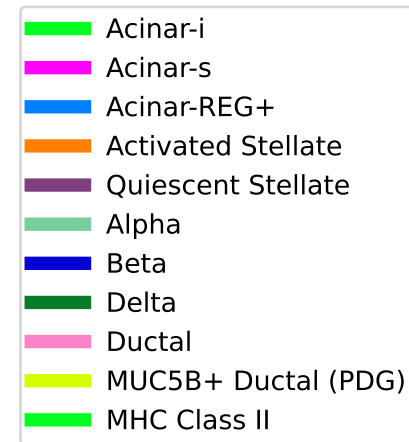 Acinar-i
Acinar-s
Acinar-REG+
Activated Stellate
Quiescent Stellate
Alpha
Beta
Delta
Ductal
MUC5B+ Ductal (PDG)
MHC Class II